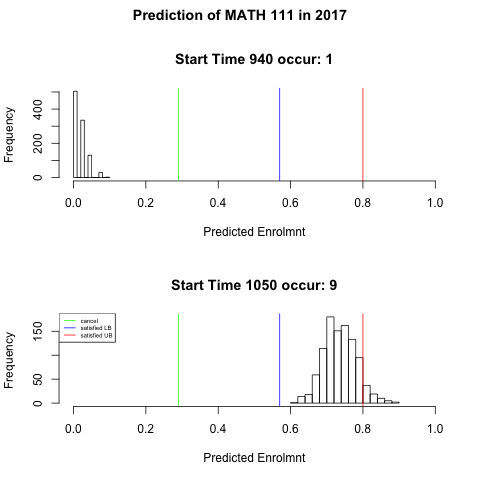 Prediction of MATH 111 in 2017
Start Time 940 occur: 1
Frequency
0 200 400
0.0 0.2 0.4 0.6 0.8 1.0
Predicted Enrolmnt
Start Time 1050 occur: 9
Frequency
0 50 150
cancel
satisfied LB
satisfied UB
0.0 0.2 0.4 0.6 0.8 1.0
Predicted Enrolmnt